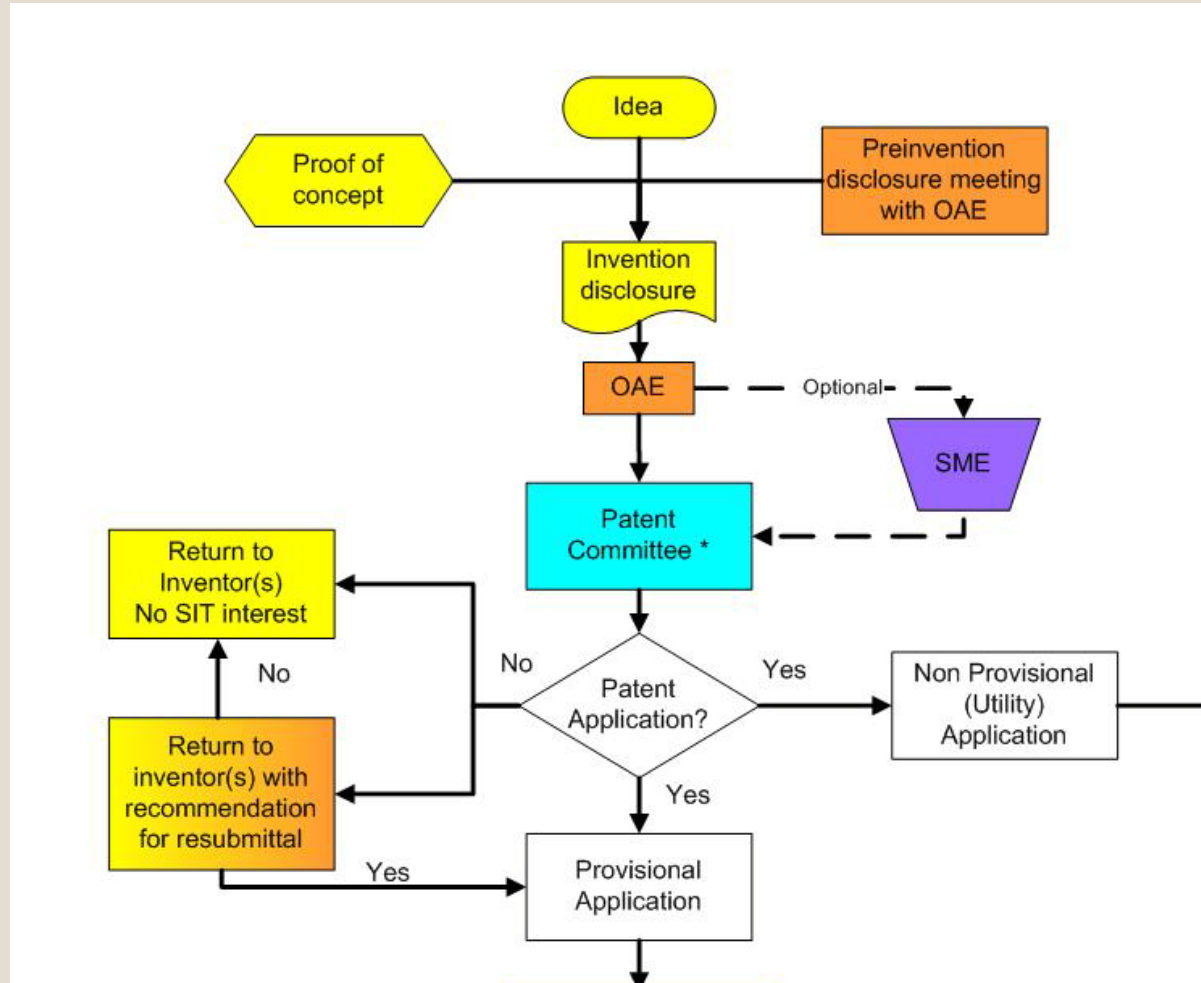 Idea
Proof of
concept
Preinvention
disclosure meeting
with OAE
Invention
disclosure
OAE
Optional
SME
Patent
Committee *
Return to
Inventor(s)
No SIT interest
No
No
Patent
Application?
Yes
Non Provisional
(Utility)
Application
Return to
inventor(s) with
recommendation
for resubmittal
Yes
Yes
Provisional
Application